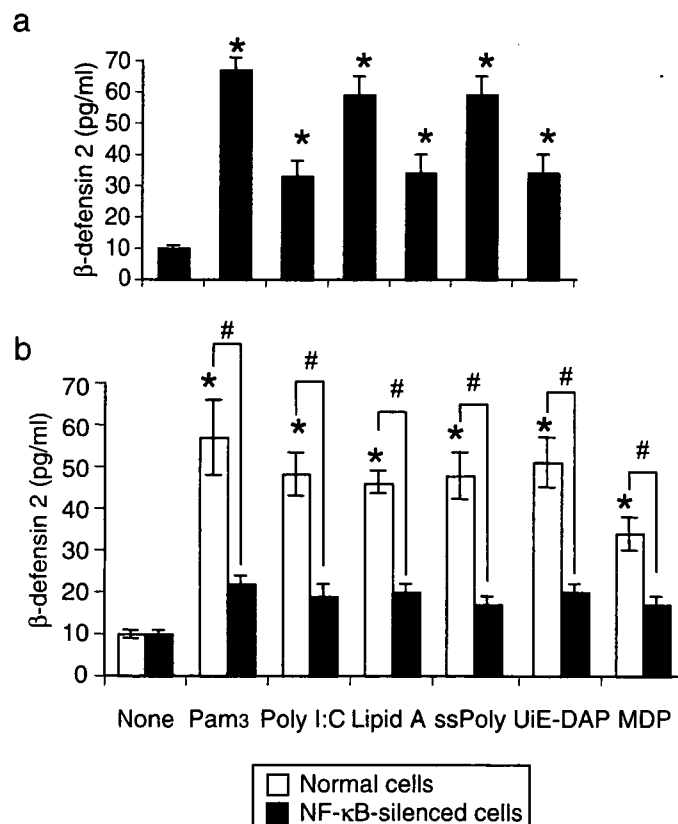 a
β-defensin 2 (pg/ml)
70
60
50
40
30
20
10
0
* * * * * *
b
β-defensin 2 (pg/ml)
70
60
50
40
30
20
10
0
# # # # # #
* * * * * *
None Pam3 Poly I:C Lipid A ssPoly UiE-DAP MDP
Normal cells
NF-κB-silenced cells